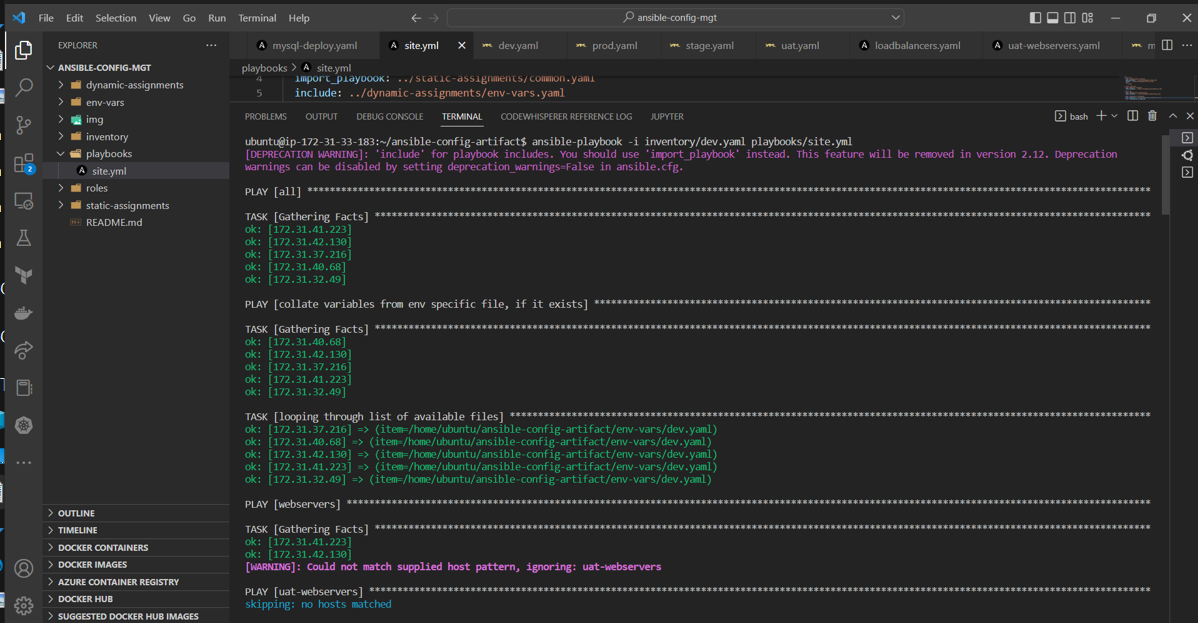 File Edit Selection View Go Run Terminal Help
ansible-config-mgt
EXPLORER
mysql-deploy.yaml site.yml dev.yaml prod.yaml stage.yaml uat.yaml loadbalancers.yaml uat-webservers.yaml m
playbooks > site.yml
4 import_playbook: ../static-assignments/common.yaml
5 include: ../dynamic-assignments/env-vars.yaml
ANSIBLE-CONFIG-MGT
dynamic-assignments
env-vars
img
inventory
playbooks
site.yml
roles
static-assignments
README.md
2
OUTLINE
TIMELINE
DOCKER CONTAINERS
DOCKER IMAGES
AZURE CONTAINER REGISTRY
DOCKER HUB
SUGGESTED DOCKER HUB IMAGES
PROBLEMS OUTPUT DEBUG CONSOLE TERMINAL CODEWHISPERER REFERENCE LOG JUPYTER
bash
ubuntu@ip-172-31-33-183:~/ansible-config-artifact$ ansible-playbook -i inventory/dev.yaml playbooks/site.yml
[DEPRECATION WARNING]: 'include' for playbook includes. You should use 'import_playbook' instead. This feature will be removed in version 2.12. Deprecation
warnings can be disabled by setting deprecation_warnings=False in ansible.cfg.
PLAY [all] ****************************************************************
TASK [Gathering Facts] ****************************************************************
ok: [172.31.41.223]
ok: [172.31.42.130]
ok: [172.31.37.216]
ok: [172.31.40.68]
ok: [172.31.32.49]
PLAY [collate variables from env specific file, if it exists] ****************************************************************
TASK [Gathering Facts] ****************************************************************
ok: [172.31.40.68]
ok: [172.31.42.130]
ok: [172.31.37.216]
ok: [172.31.41.223]
ok: [172.31.32.49]
TASK [looping through list of available files] ****************************************************************
ok: [172.31.37.216] => (item=/home/ubuntu/ansible-config-artifact/env-vars/dev.yaml)
ok: [172.31.40.68] => (item=/home/ubuntu/ansible-config-artifact/env-vars/dev.yaml)
ok: [172.31.42.130] => (item=/home/ubuntu/ansible-config-artifact/env-vars/dev.yaml)
ok: [172.31.41.223] => (item=/home/ubuntu/ansible-config-artifact/env-vars/dev.yaml)
ok: [172.31.32.49] => (item=/home/ubuntu/ansible-config-artifact/env-vars/dev.yaml)
PLAY [webservers] ****************************************************************
TASK [Gathering Facts] ****************************************************************
ok: [172.31.41.223]
ok: [172.31.42.130]
[WARNING]: Could not match supplied host pattern, ignoring: uat-webservers
PLAY [uat-webservers] ****************************************************************
skipping: no hosts matched